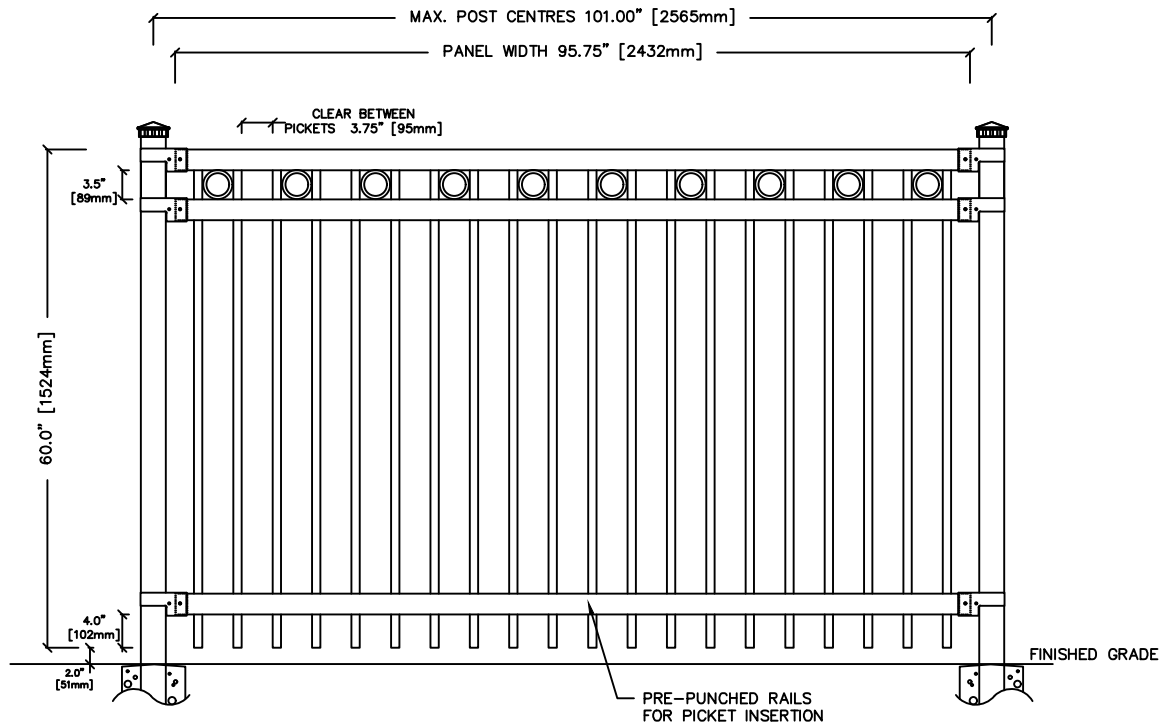 MAX. POST CENTRES 101.00" [2565mm]
PANEL WIDTH 95.75" [2432mm]
CLEAR BETWEEN
PICKETS 3.75" [95mm]
3.5"
[89mm]
60.0" [1524mm]
4.0"
[102mm]
2.0"
[51mm]
FINISHED GRADE
PRE-PUNCHED RAILS
FOR PICKET INSERTION